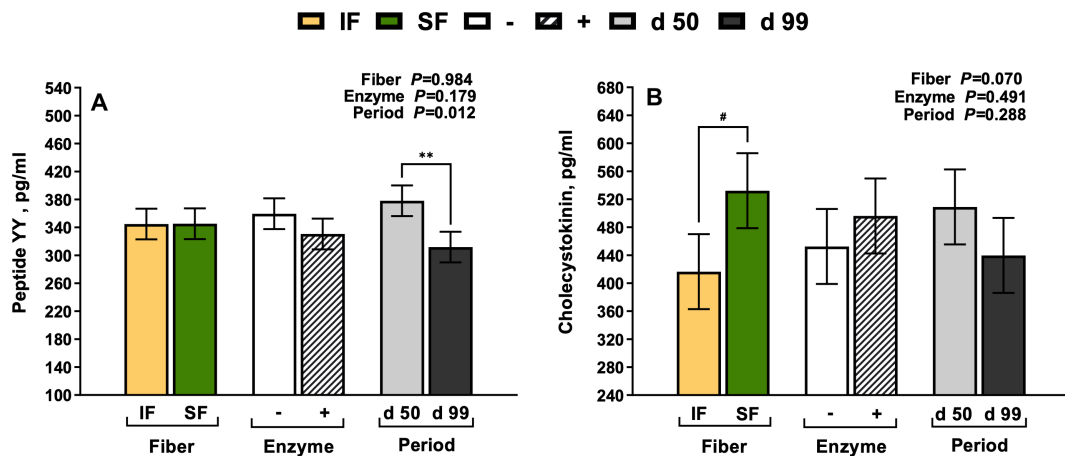 IF SF - + d 50 d 99
A
Fiber P=0.984
Enzyme P=0.179
Period P=0.012
Peptide YY , pg/ml
540
500
460
420
380
340
300
260
220
180
140
100
**
IF SF - + d 50 d 99
Fiber Enzyme Period
B
Fiber P=0.070
Enzyme P=0.491
Period P=0.288
Cholecystokinin, pg/ml
680
640
600
560
520
480
440
400
360
320
280
240
#
IF SF - + d 50 d 99
Fiber Enzyme Period